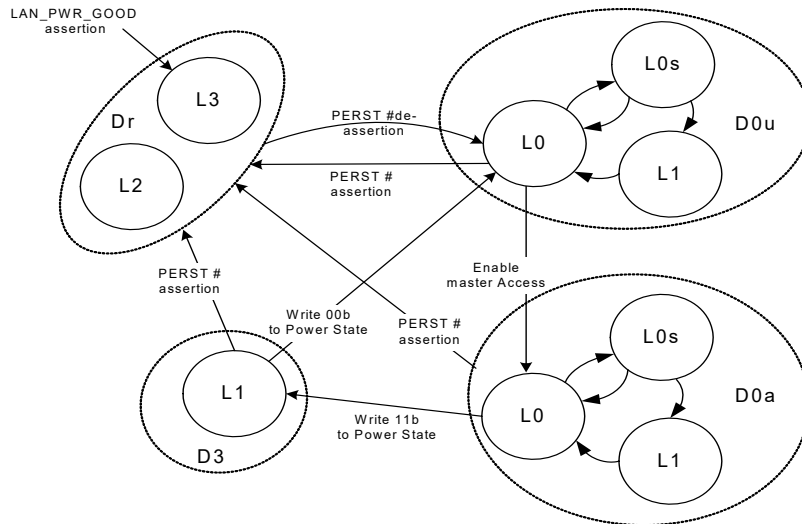 LAN_PWR_GOOD
assertion
L3
Dr
L2
PERST #de-
assertion
PERST #
assertion
L0s
D0u
L0
L1
PERST #
assertion
Write 00b
to Power State
PERST #
assertion
Enable
master Access
L1
D3
Write 11b
to Power State
L0s
D0a
L0
L1